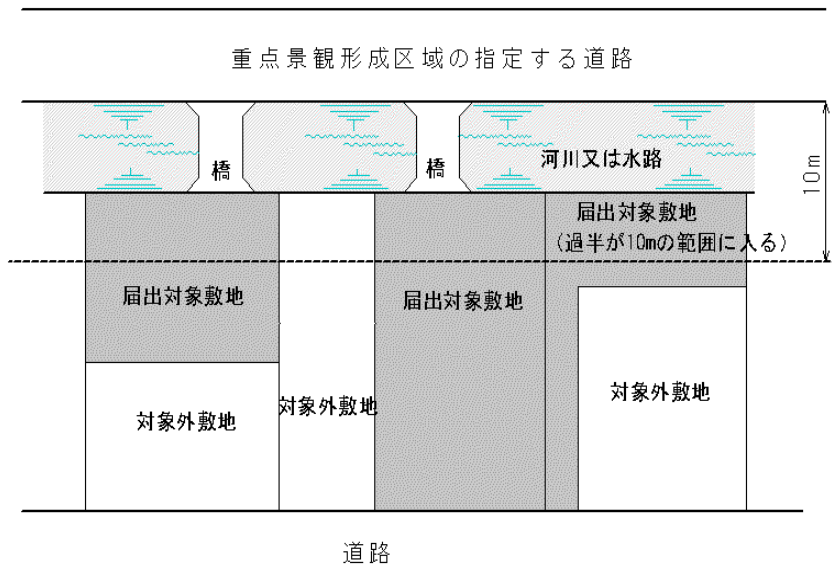 重点景観形成区域の指定する道路
橋
橋
河川又は水路
10m
届出対象敷地
(過半が10mの範囲に入る)
届出対象敷地
届出対象敷地
対象外敷地
対象外敷地
対象外敷地
道路